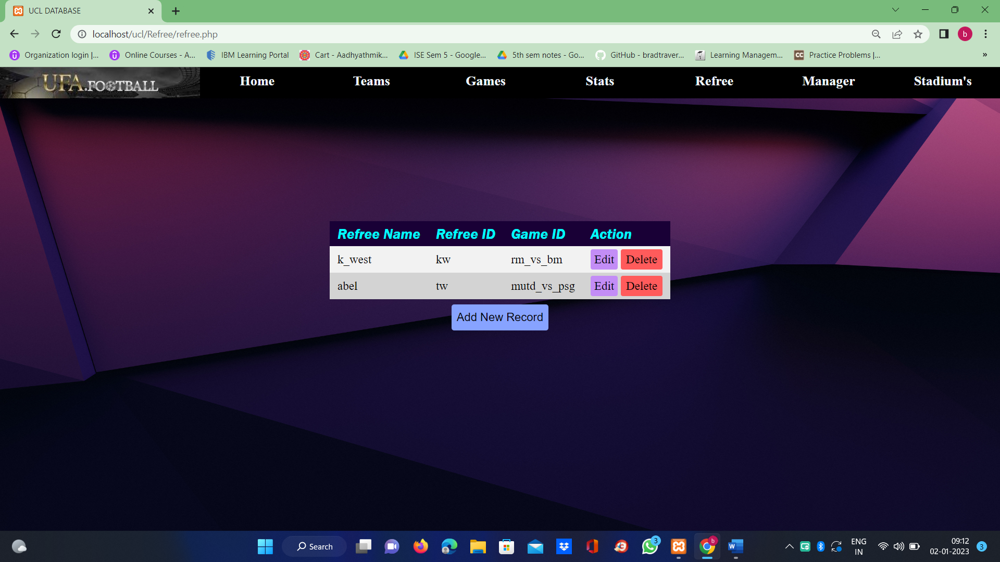 UCL DATABASE
localhost/ucl/Refree/refree.php
b
Organization login |... Online Courses - A... IBM Learning Portal Cart - Aadhyathmik... ISE Sem 5 - Google... 5th sem notes - Go... GitHub - bradtraver... Learning Managem... CC Practice Problems |... »
UFA.FOOTBALL Home Teams Games Stats Refree Manager Stadium's
Refree Name Refree ID Game ID Action
k_west kw rm_vs_bm Edit Delete
abel tw mutd_vs_psg Edit Delete
Add New Record
Search
3
b
W
ENG
IN
09:12
02-01-2023
3